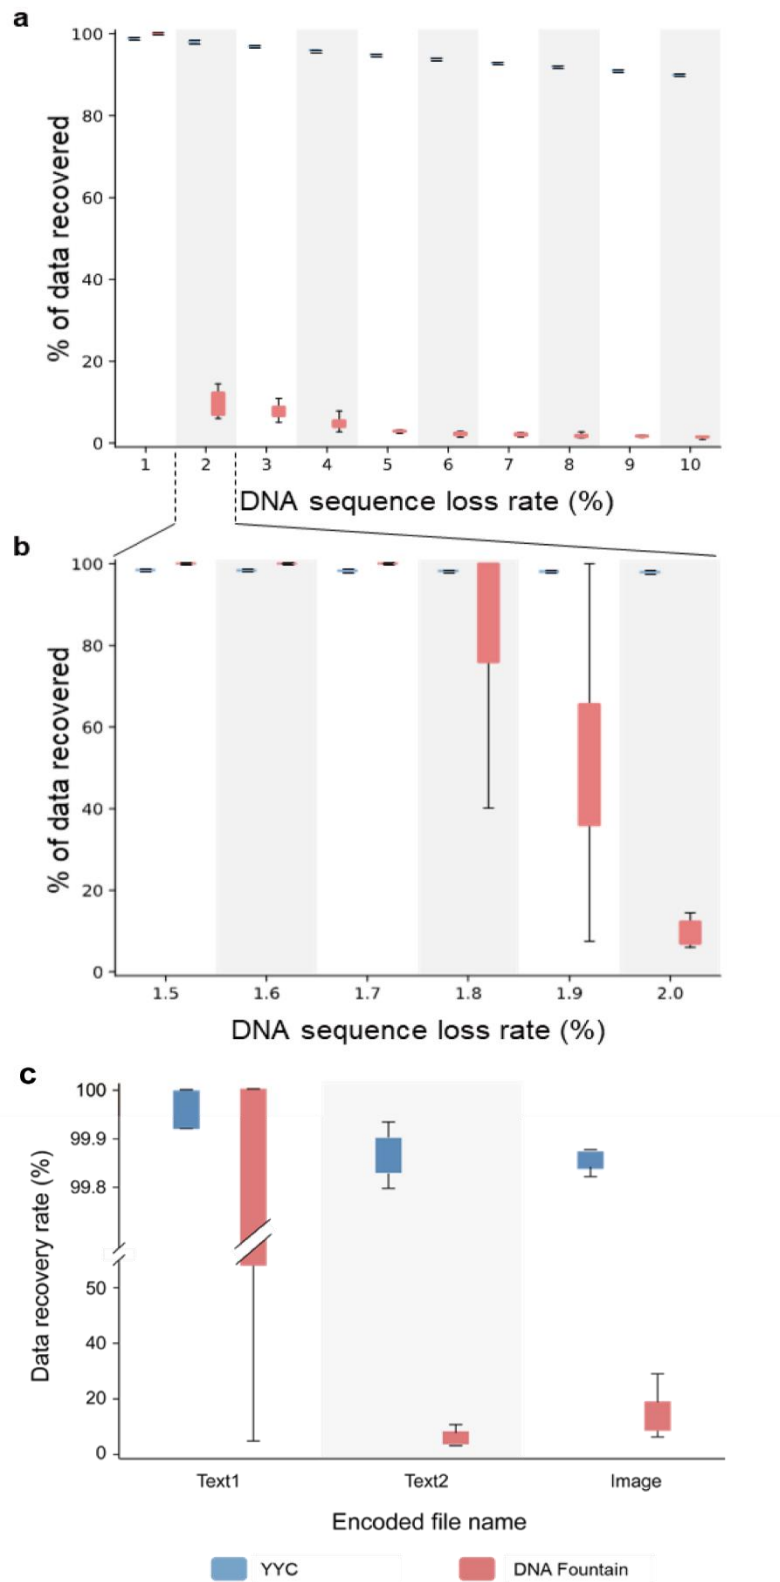 a
100
80
60
40
20
0
% of data recovered
1 2 3 4 5 6 7 8 9 10
DNA sequence loss rate (%)
b
100
80
60
40
20
0
% of data recovered
1.5 1.6 1.7 1.8 1.9 2.0
DNA sequence loss rate (%)
c
100
99.9
99.8
50
40
20
0
Data recovery rate (%)
Text1 Text2 Image
Encoded file name
YYC DNA Fountain